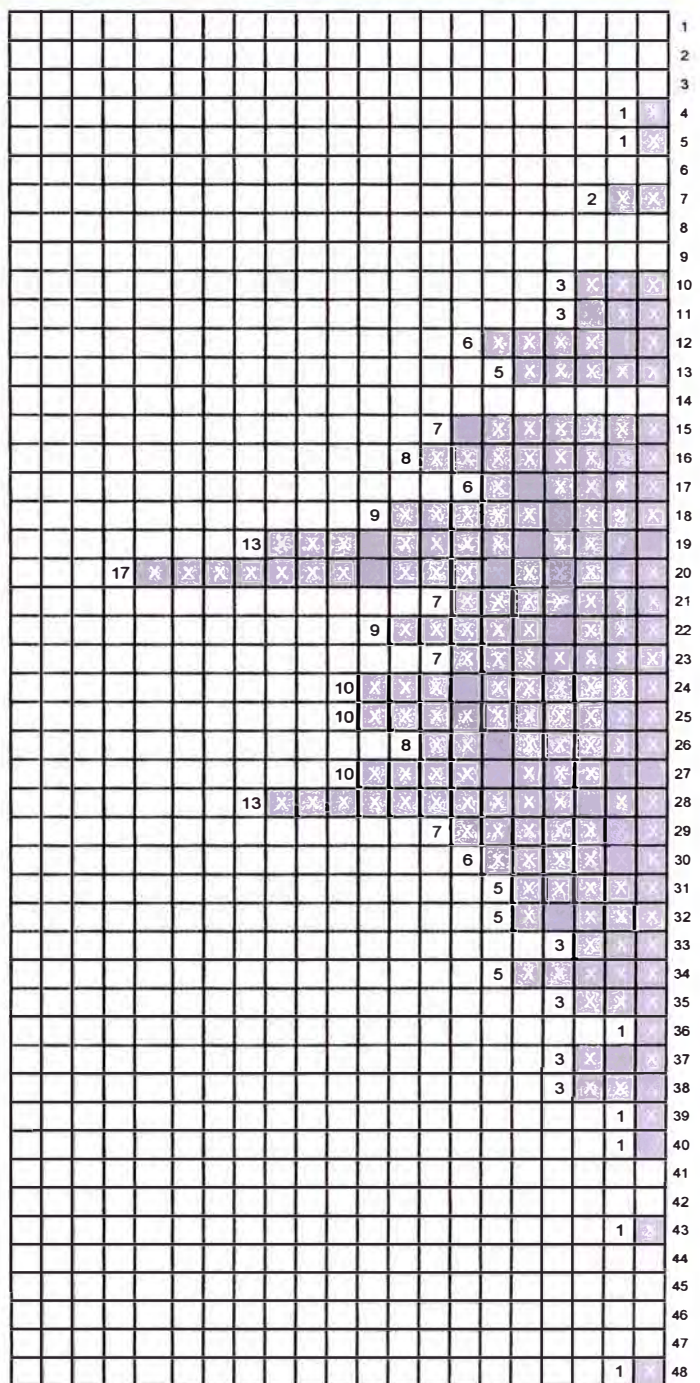 1
2
3
1 X 4
1 X 5
6
2 X X 7
8
9
3 X X X 10
3 X X 11
6 X X X X X 12
5 X X X X X 13
14
7 X X X X X X 15
8 X X X X X X X X 16
6 X X X X X 17
9 X X X X X X X X 18
13 X X X X X X X X X X X 19
17 X X X X X X X X X X X X X X X 20
7 X X X X X X X 21
9 X X X X X X X X 22
7 X X X X X X X 23
10 X X X X X X X X X 24
10 X X X X X X X X X X 25
8 X X X X X X X 26
10 X X X X X X X X X 27
13 X X X X X X X X X X X X 28
7 X X X X X X X 29
6 X X X X X 30
5 X X X X X 31
5 X X X X 32
3 X X X 33
5 X X X X X 34
3 X X X 35
1 X 36
3 X X 37
3 X X X 38
1 X 39
1 40
41
42
1 X 43
44
45
46
47
1 X 48